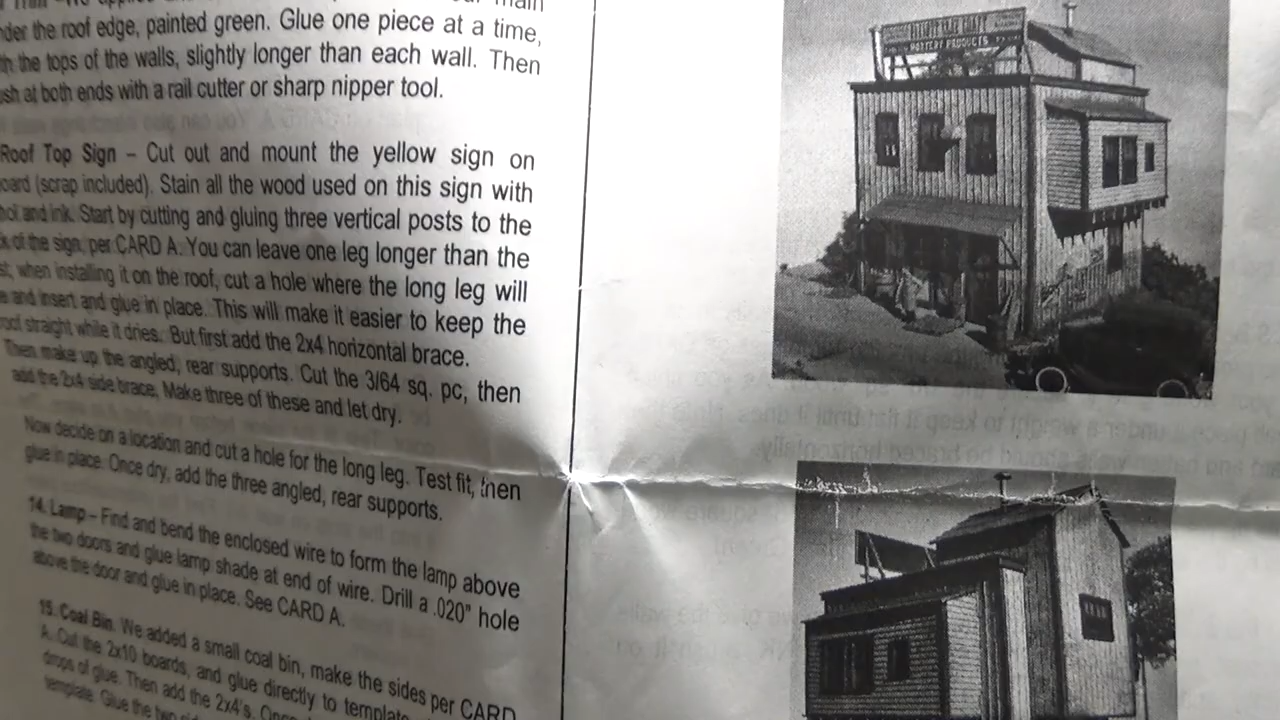 under the roof edge, painted green. Glue one piece at a time,
the tops of the walls, slightly longer than each wall. Then
at both ends with a rail cutter or sharp nipper tool.
Roof Top Sign – Cut out and mount the yellow sign on
(scrap included). Stain all the wood used on this sign with
and ink. Start by cutting and gluing three vertical posts to the
of the sign, per CARD A. You can leave one leg longer than the
when installing it on the roof, cut a hole where the long leg will
and insert and glue in place. This will make it easier to keep the
straight while it dries. But first add the 2x4 horizontal brace.
Then make up the angled, rear supports. Cut the 3/64 sq. pc, then
add the 2x4 side brace, Make three of these and let dry.
Now decide on a location and cut a hole for the long leg. Test fit, then
glue in place. Once dry, add the three angled, rear supports.
14. Lamp – Find and bend the enclosed wire to form the lamp above
the two doors and glue lamp shade at end of wire. Drill a .020" hole
above the door and glue in place. See CARD A.
15. Coal Bin. We added a small coal bin, make the sides per CARD
A. Cut the 2x10 boards, and glue directly to template
drops of glue. Then add the 2x4's.
template. Glue the
POTTERY PRODUCTS